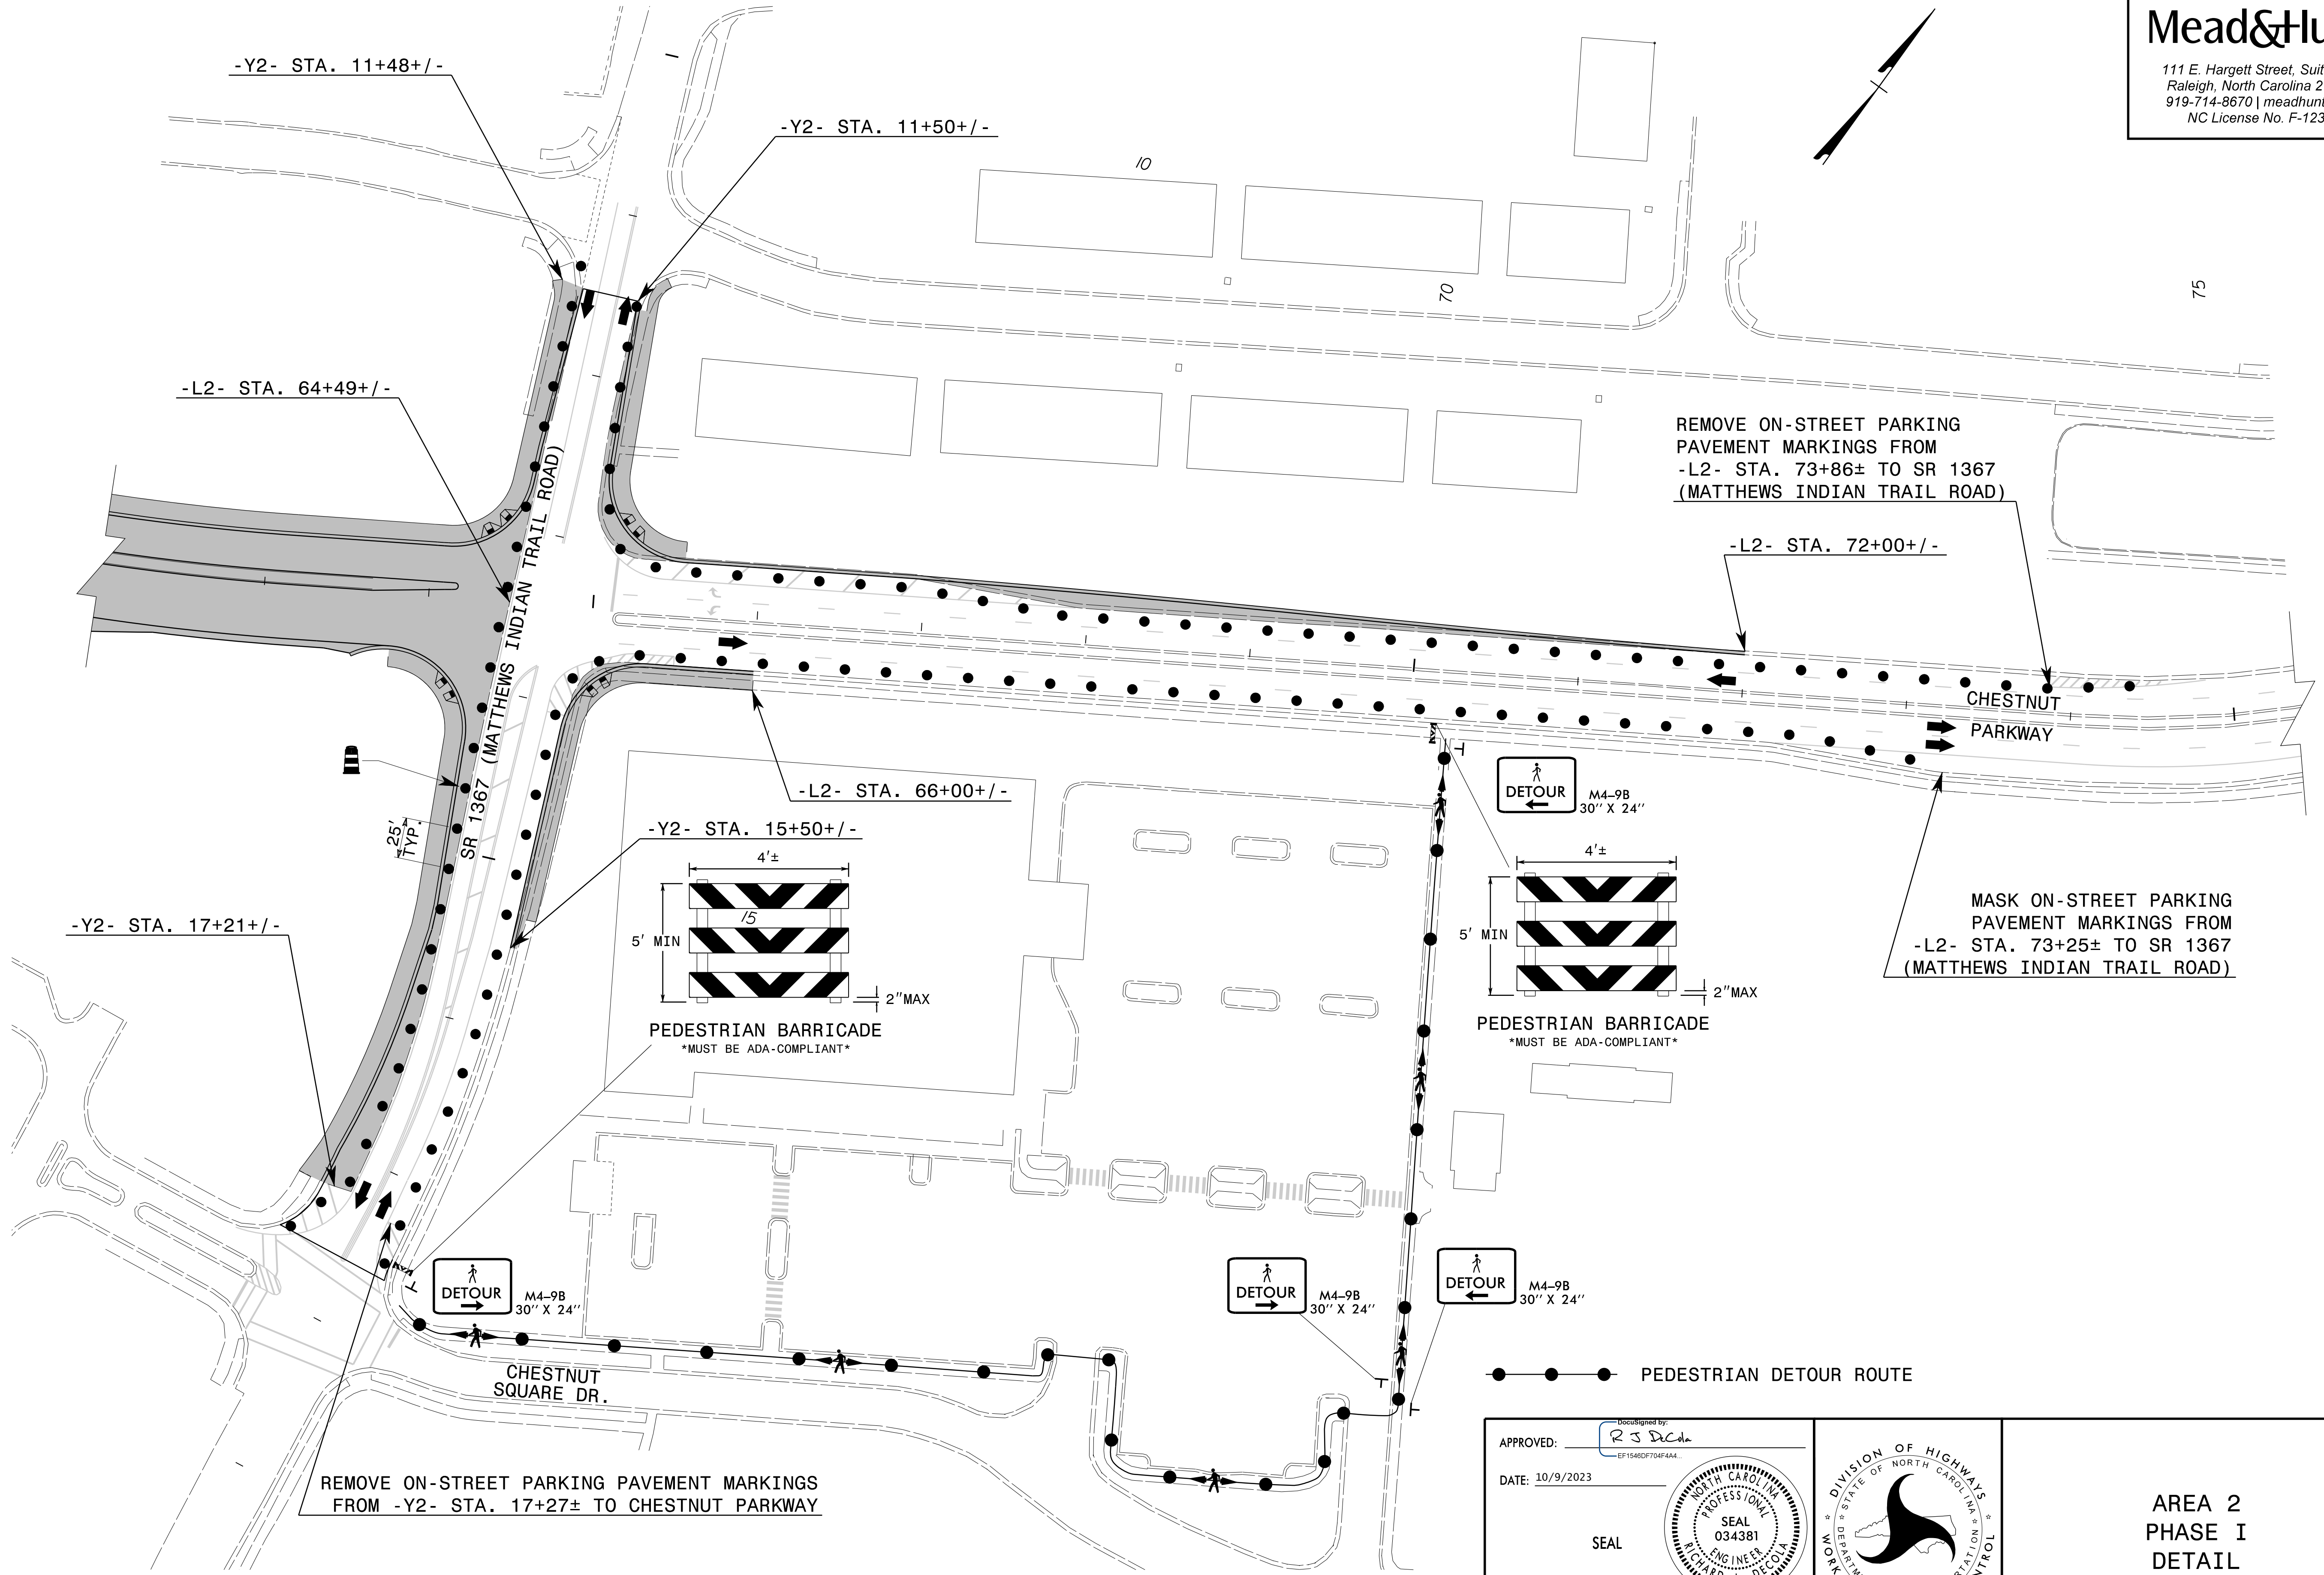 Mead&Hu
111 E. Hargett Street, Suit
Raleigh, North Carolina 2
919-714-8670 | meadhunt
NC License No. F-123
-Y2- STA. 11+48+/-
-Y2- STA. 11+50+/-
10
70
75
-L2- STA. 64+49+/-
REMOVE ON-STREET PARKING
PAVEMENT MARKINGS FROM
-L2- STA. 73+86± TO SR 1367
(MATTHEWS INDIAN TRAIL ROAD)
-L2- STA. 72+00+/-
SR 1367 (MATTHEWS INDIAN TRAIL ROAD)
CHESTNUT
PARKWAY
-L2- STA. 66+00+/-
DETOUR
M4-9B
30" X 24"
25'
TYP.
-Y2- STA. 15+50+/-
4'±
15
5' MIN
2"MAX
PEDESTRIAN BARRICADE
*MUST BE ADA-COMPLIANT*
4'±
5' MIN
2"MAX
PEDESTRIAN BARRICADE
*MUST BE ADA-COMPLIANT*
MASK ON-STREET PARKING
PAVEMENT MARKINGS FROM
-L2- STA. 73+25± TO SR 1367
(MATTHEWS INDIAN TRAIL ROAD)
-Y2- STA. 17+21+/-
DETOUR
M4-9B
30" X 24"
DETOUR
M4-9B
30" X 24"
DETOUR
M4-9B
30" X 24"
CHESTNUT
SQUARE DR.
PEDESTRIAN DETOUR ROUTE
REMOVE ON-STREET PARKING PAVEMENT MARKINGS
FROM -Y2- STA. 17+27± TO CHESTNUT PARKWAY
DocuSigned by:
APPROVED: R J DeCola
EF1546DF704F4A4...
DATE: 10/9/2023
SEAL
NORTH CAROLINA
PROFESSIONAL
SEAL
034381
ENGINEER
RICHARD DECOLA
DIVISION OF HIGHWAYS
STATE OF NORTH CAROLINA
AREA 2
PHASE I
DETAIL